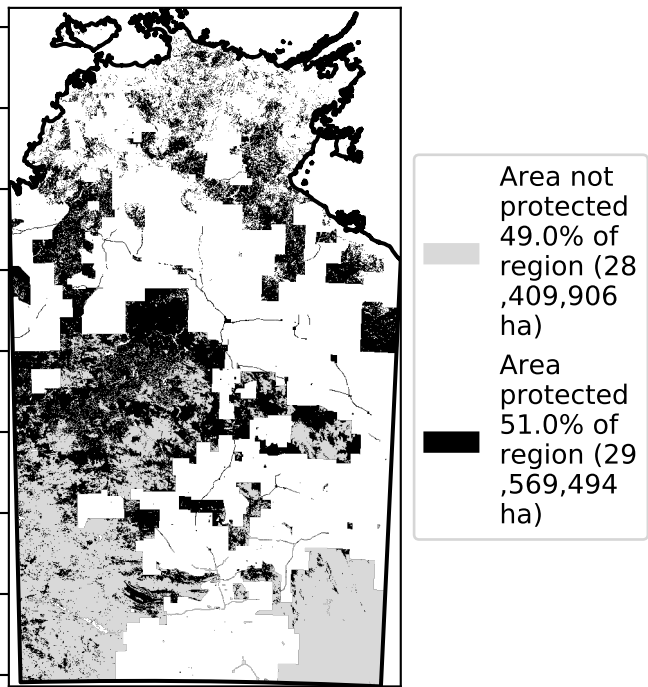 Area not
protected
49.0% of
region (28
,409,906
ha)
Area
protected
51.0% of
region (29
,569,494
ha)